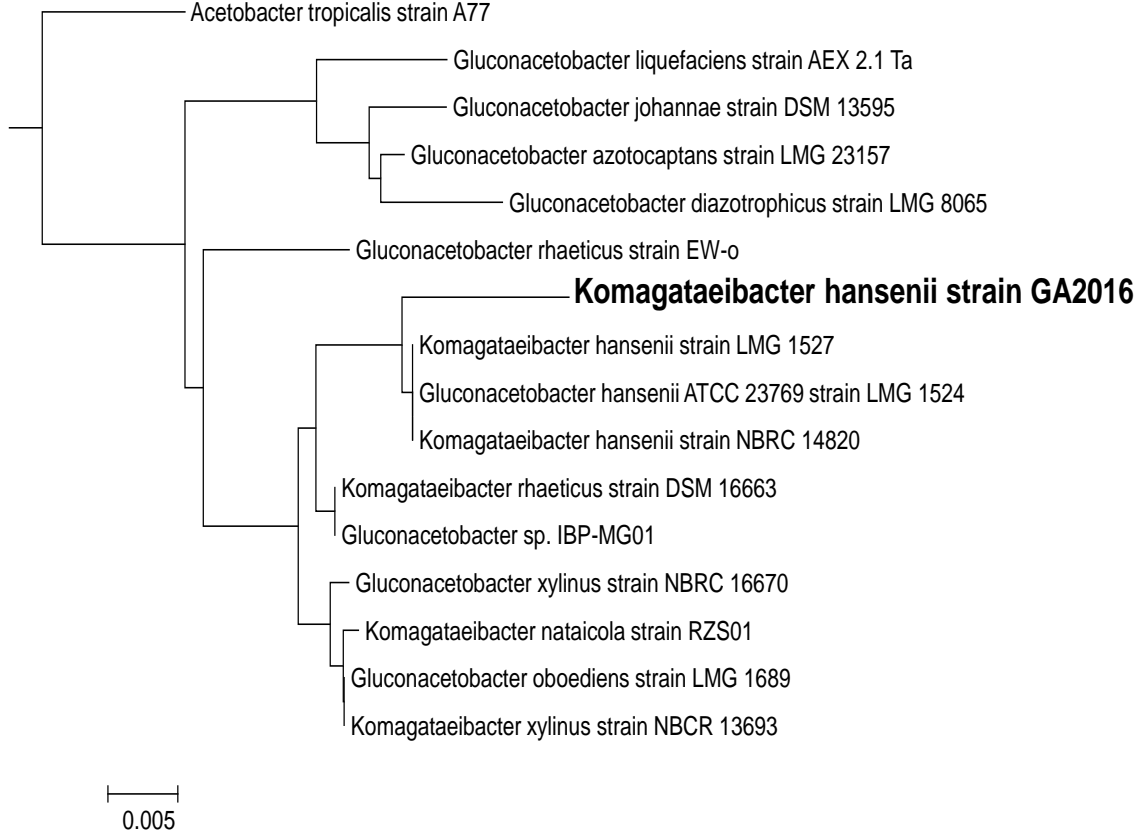 Acetobacter tropicalis strain A77
Gluconacetobacter liquefaciens strain AEX 2.1 Ta
Gluconacetobacter johannae strain DSM 13595
Gluconacetobacter azotocaptans strain LMG 23157
Gluconacetobacter diazotrophicus strain LMG 8065
Gluconacetobacter rhaeticus strain EW-o
Komagataeibacter hansenii strain GA2016
Komagataeibacter hansenii strain LMG 1527
Gluconacetobacter hansenii ATCC 23769 strain LMG 1524
Komagataeibacter hansenii strain NBRC 14820
Komagataeibacter rhaeticus strain DSM 16663
Gluconacetobacter sp. IBP-MG01
Gluconacetobacter xylinus strain NBRC 16670
Komagataeibacter nataicola strain RZS01
Gluconacetobacter oboediens strain LMG 1689
Komagataeibacter xylinus strain NBCR 13693
0.005